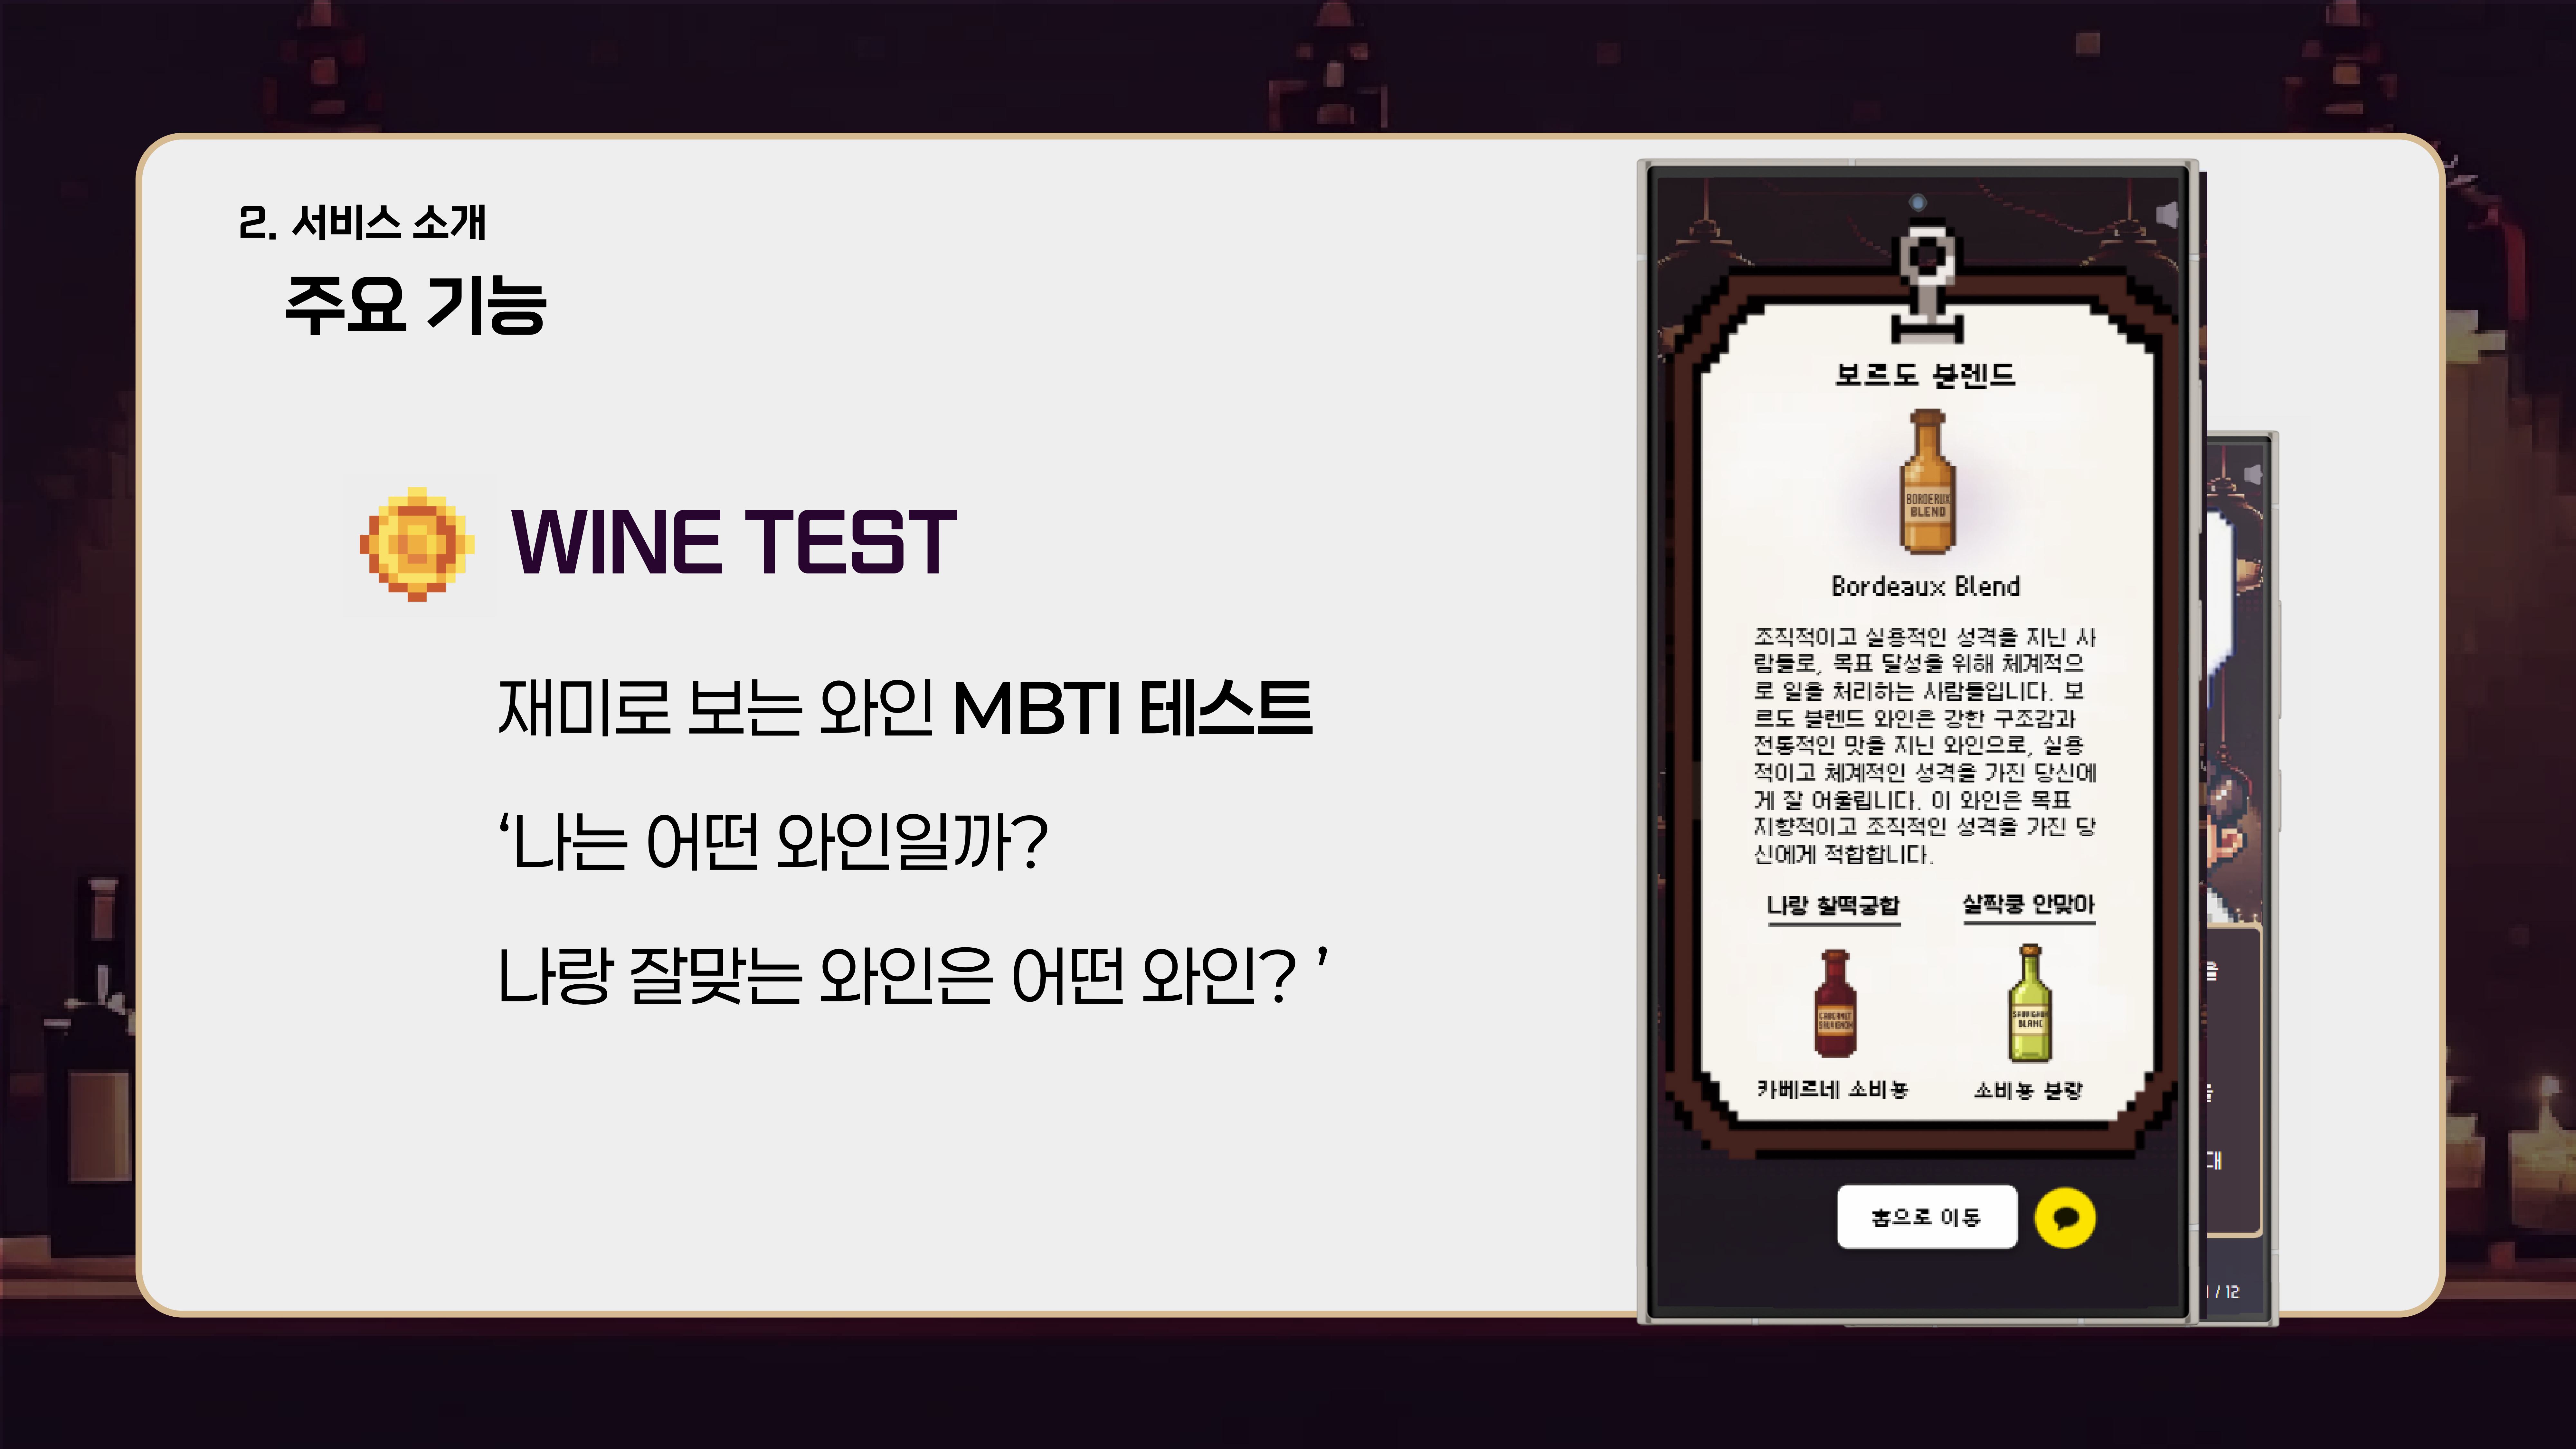 2. 서비스 소개
주요 기능
WINE TEST
재미로 보는 와인 MBTI 테스트
‘나는 어떤 와인일까?
나랑 잘맞는 와인은 어떤 와인? ’
보르도 블렌드
BORDERUX
BLEND
Bordeaux Blend
조직적이고 실용적인 성격을 지닌 사
람들로, 목표 달성을 위해 체계적으
로 일을 처리하는 사람들입니다. 보
르도 블렌드 와인은 강한 구조감과
전통적인 맛을 지닌 와인으로, 실용
적이고 체계적인 성격을 가진 당신에
게 잘 어울립니다. 이 와인은 목표
지향적이고 조직적인 성격을 가진 당
신에게 적합합니다.
나랑 찰떡궁합
살짝쿵 안맞아
CABERNET
SAUVIGNON
SAUVIGNON
BLANC
카베르네 소비뇽
소비뇽 블랑
홈으로 이동
을
대
/ 12